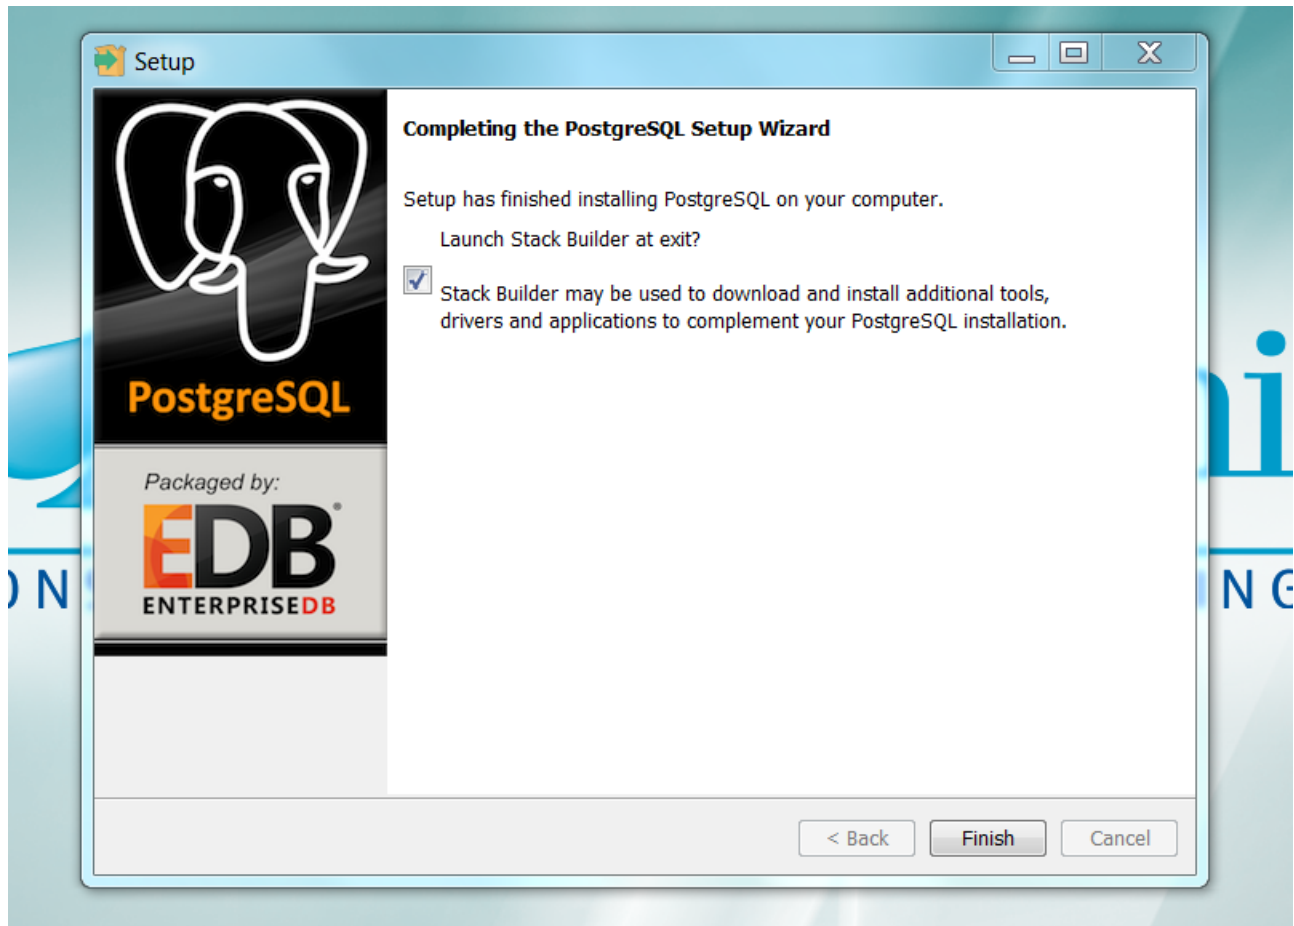 Setup
Completing the PostgreSQL Setup Wizard
Setup has finished installing PostgreSQL on your computer.
Launch Stack Builder at exit?
Stack Builder may be used to download and install additional tools,
drivers and applications to complement your PostgreSQL installation.
PostgreSQL
Packaged by:
EDB®
ENTERPRISEDB
< Back
Finish
Cancel